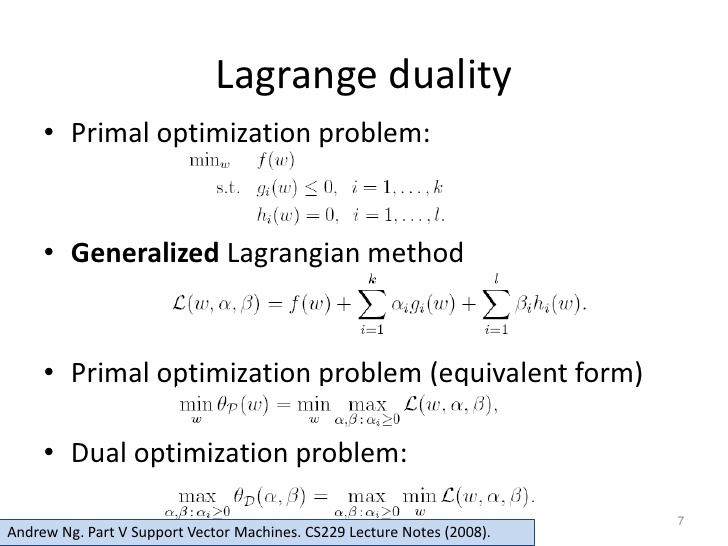 Lagrange duality
• Primal optimization problem:
min_w f(w)
s.t. g_i(w) ≤ 0, i = 1, . . . , k
h_i(w) = 0, i = 1, . . . , l.
• Generalized Lagrangian method
ℒ(w, α, β) = f(w) + ∑_{i=1}^{k} α_i g_i(w) + ∑_{i=1}^{l} β_i h_i(w).
• Primal optimization problem (equivalent form)
min_w θ_𝒫(w) = min_w max_{α,β : α_i≥0} ℒ(w, α, β),
• Dual optimization problem:
max_{α,β : α_i≥0} θ_𝒟(α, β) = max_{α,β : α_i≥0} min_w ℒ(w, α, β).
Andrew Ng. Part V Support Vector Machines. CS229 Lecture Notes (2008).
7